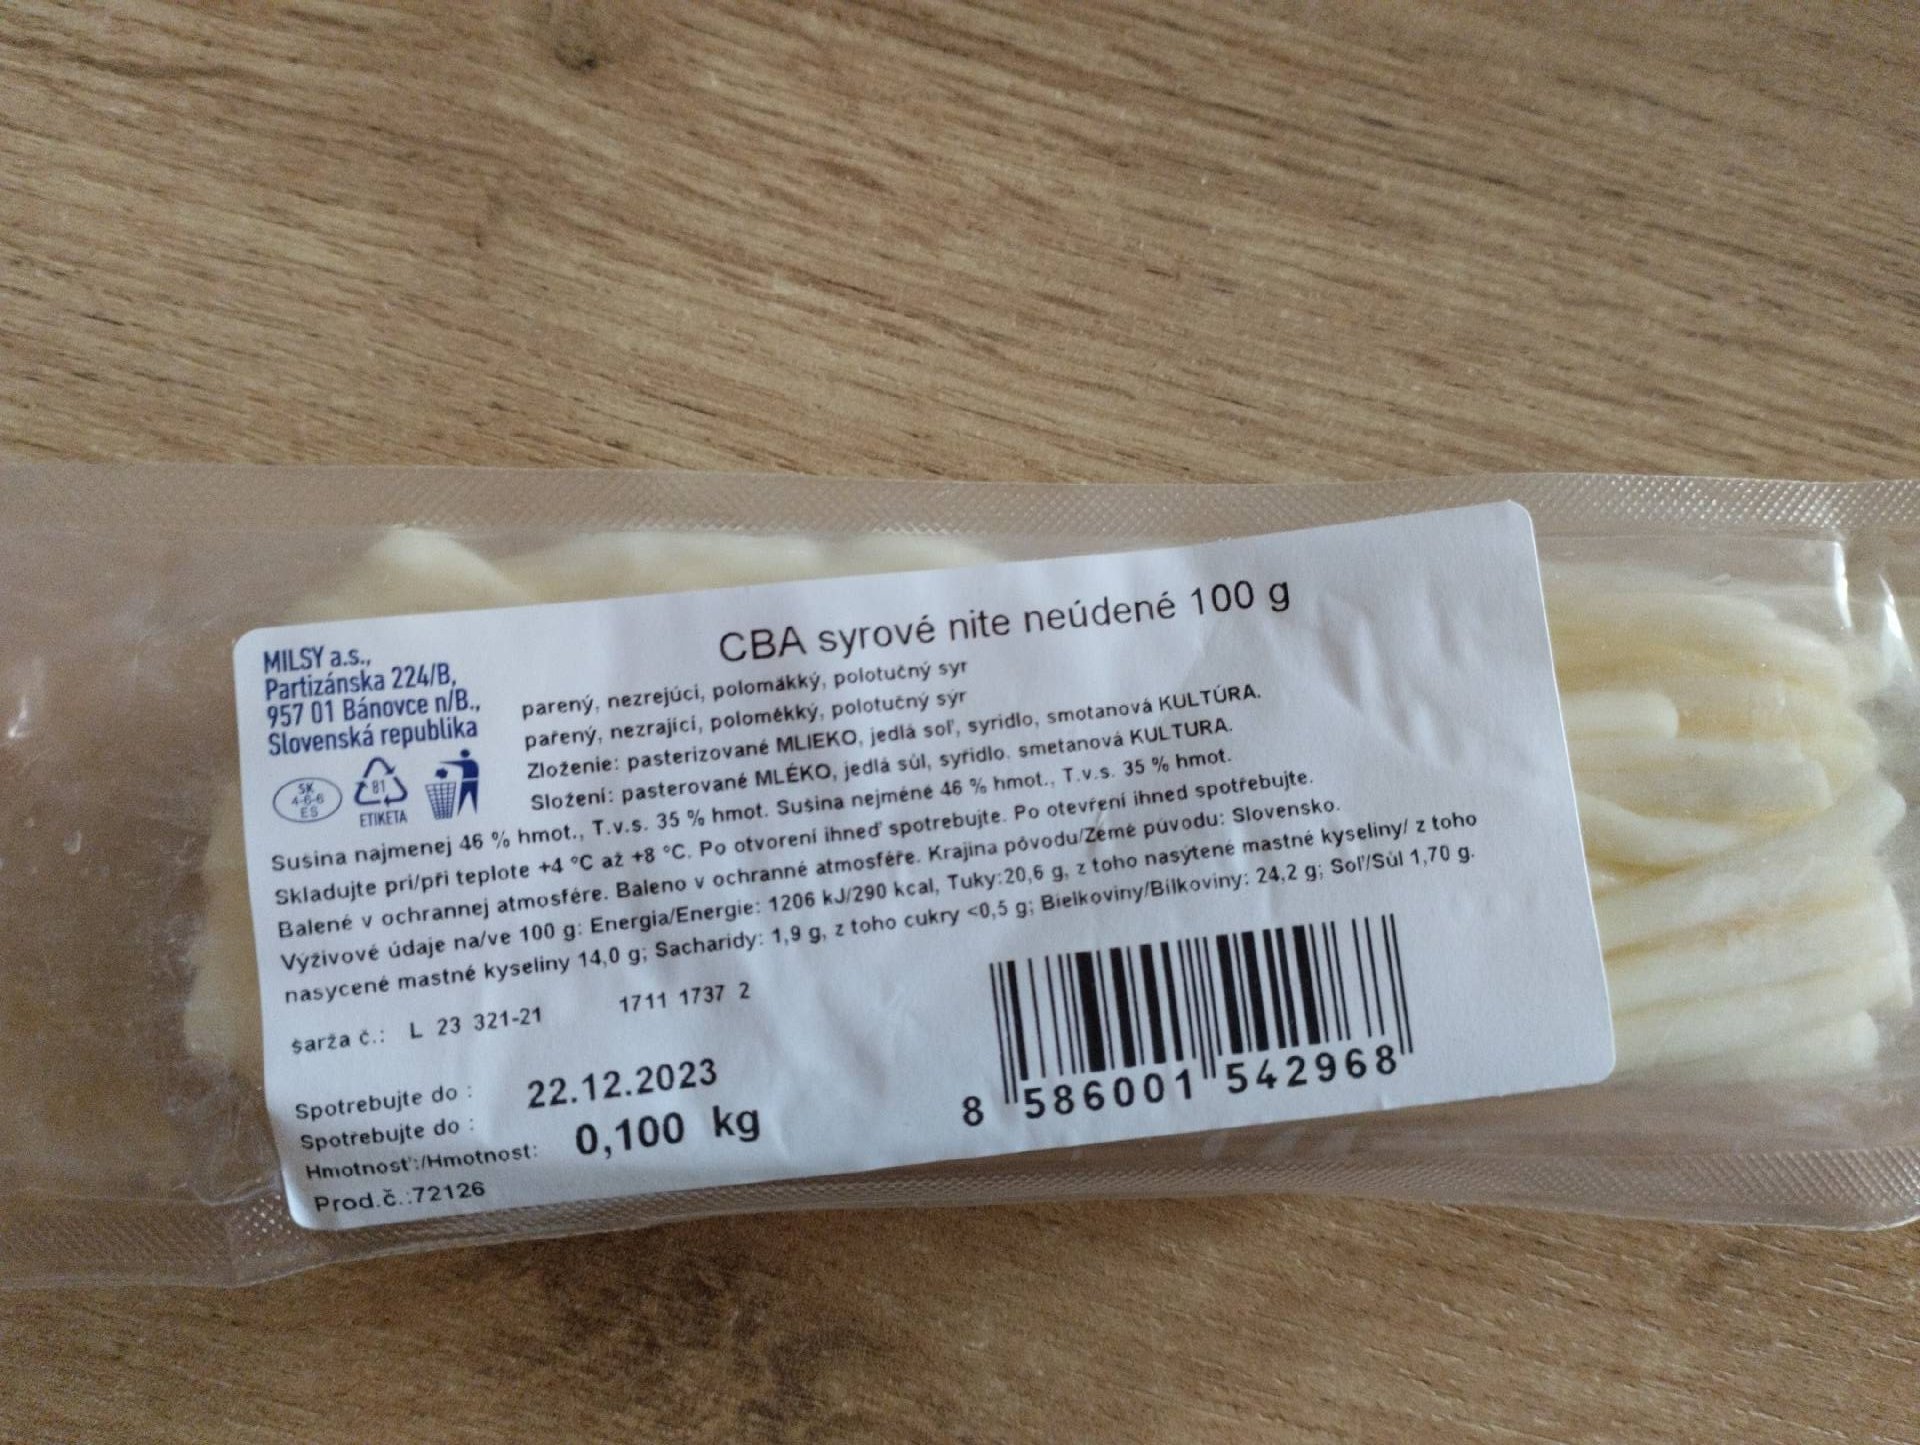 CBA syrové nite neúdené 100 g
MILSY a.s.,
Partizánska 224/B,
957 01 Bánovce n/B.,
Slovenská republika
SK
4-6-6
ES
81
ETIKETA
parený, nezrejúci, polomäkký, polotučný syr
pařený, nezrající, poloměkký, polotučný sýr
Zloženie: pasterizované MLIEKO, jedlá soľ, syridlo, smotanová KULTÚRA.
Složení: pasterované MLÉKO, jedlá sůl, syřidlo, smetanová KULTURA.
Sušina najmenej 46 % hmot., T.v.s. 35 % hmot. Sušina nejméně 46 % hmot., T.v.s. 35 % hmot.
Skladujte pri/při teplote +4 °C až +8 °C. Po otvorení ihneď spotrebujte. Po otevření ihned spotřebujte.
Balené v ochrannej atmosfére. Baleno v ochranné atmosféře. Krajina pôvodu/Země původu: Slovensko.
Výživové údaje na/ve 100 g: Energia/Energie: 1206 kJ/290 kcal, Tuky:20,6 g, z toho nasýtené mastné kyseliny/ z toho
nasycené mastné kyseliny 14,0 g; Sacharidy: 1,9 g, z toho cukry <0,5 g; Bielkoviny/Bílkoviny: 24,2 g; Soľ/Sůl 1,70 g.
šarža č.: L 23 321-21 1711 1737 2
Spotrebujte do : 22.12.2023
Spotřebujte do :
Hmotnosť:/Hmotnost: 0,100 kg
Prod.č.:72126
8 586001 542968